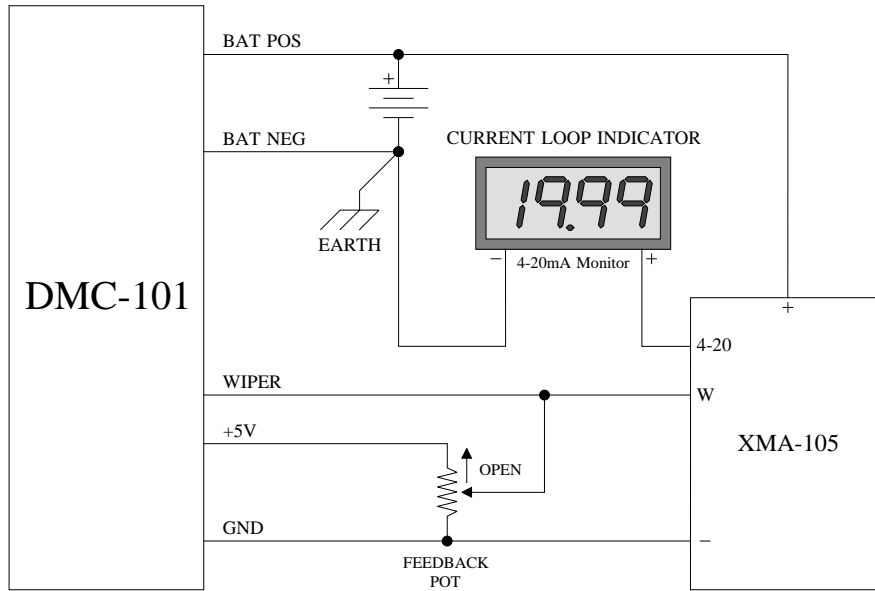 BAT POS
+
BAT NEG
CURRENT LOOP INDICATOR
19.99
EARTH
− 4-20mA Monitor +
DMC-101
+
4-20
WIPER
W
+5V
XMA-105
OPEN
GND
−
FEEDBACK
POT